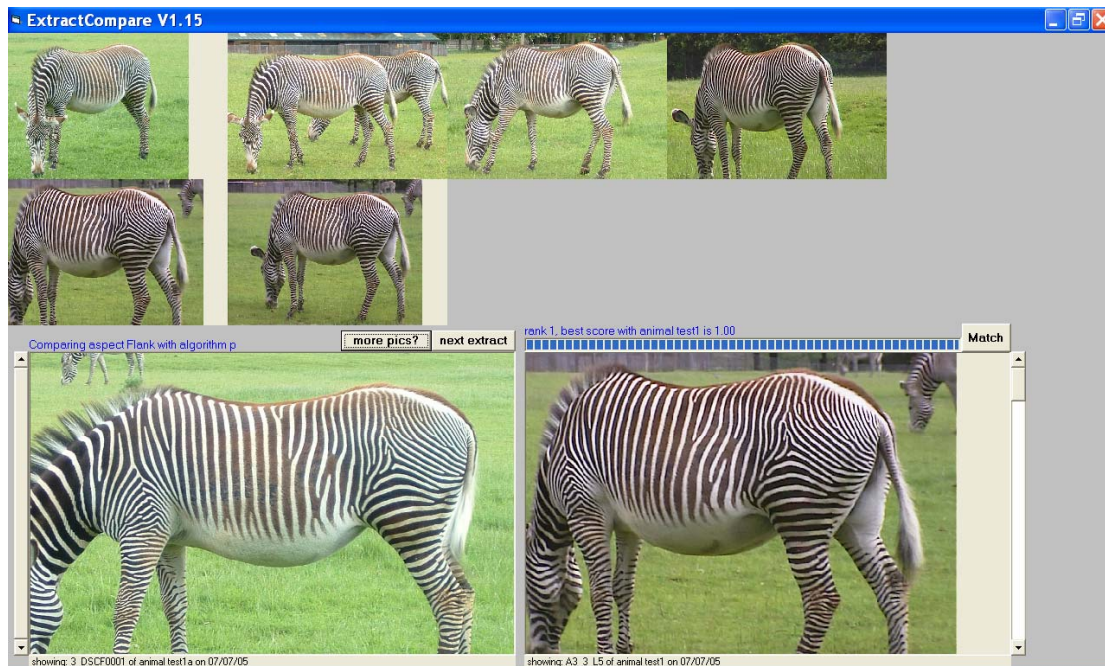 ExtractCompare V1.15
Comparing aspect Flank with algorithm p
more pics?
next extract
rank 1, best score with animal test1 is 1.00
Match
showing: 3 DSCF0001 of animal test1a on 07/07/05
showing: A3 3 L5 of animal test1 on 07/07/05